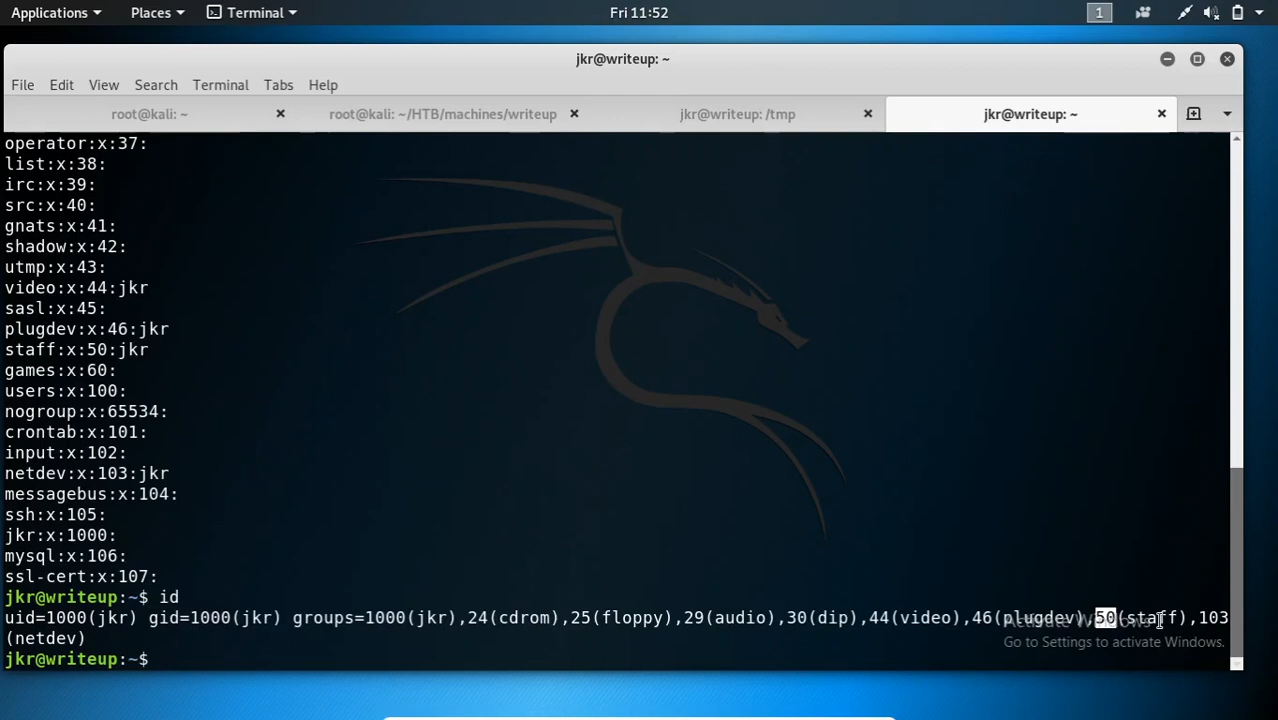 Applications Places Terminal Fri 11:52 1
jkr@writeup: ~
File Edit View Search Terminal Tabs Help
root@kali: ~ root@kali: ~/HTB/machines/writeup jkr@writeup: /tmp jkr@writeup: ~
operator:x:37:
list:x:38:
irc:x:39:
src:x:40:
gnats:x:41:
shadow:x:42:
utmp:x:43:
video:x:44:jkr
sasl:x:45:
plugdev:x:46:jkr
staff:x:50:jkr
games:x:60:
users:x:100:
nogroup:x:65534:
crontab:x:101:
input:x:102:
netdev:x:103:jkr
messagebus:x:104:
ssh:x:105:
jkr:x:1000:
mysql:x:106:
ssl-cert:x:107:
jkr@writeup:~$ id
uid=1000(jkr) gid=1000(jkr) groups=1000(jkr),24(cdrom),25(floppy),29(audio),30(dip),44(video),46(plugdev),50(staff),103
(netdev)
jkr@writeup:~$
Activate Windows
Go to Settings to activate Windows.